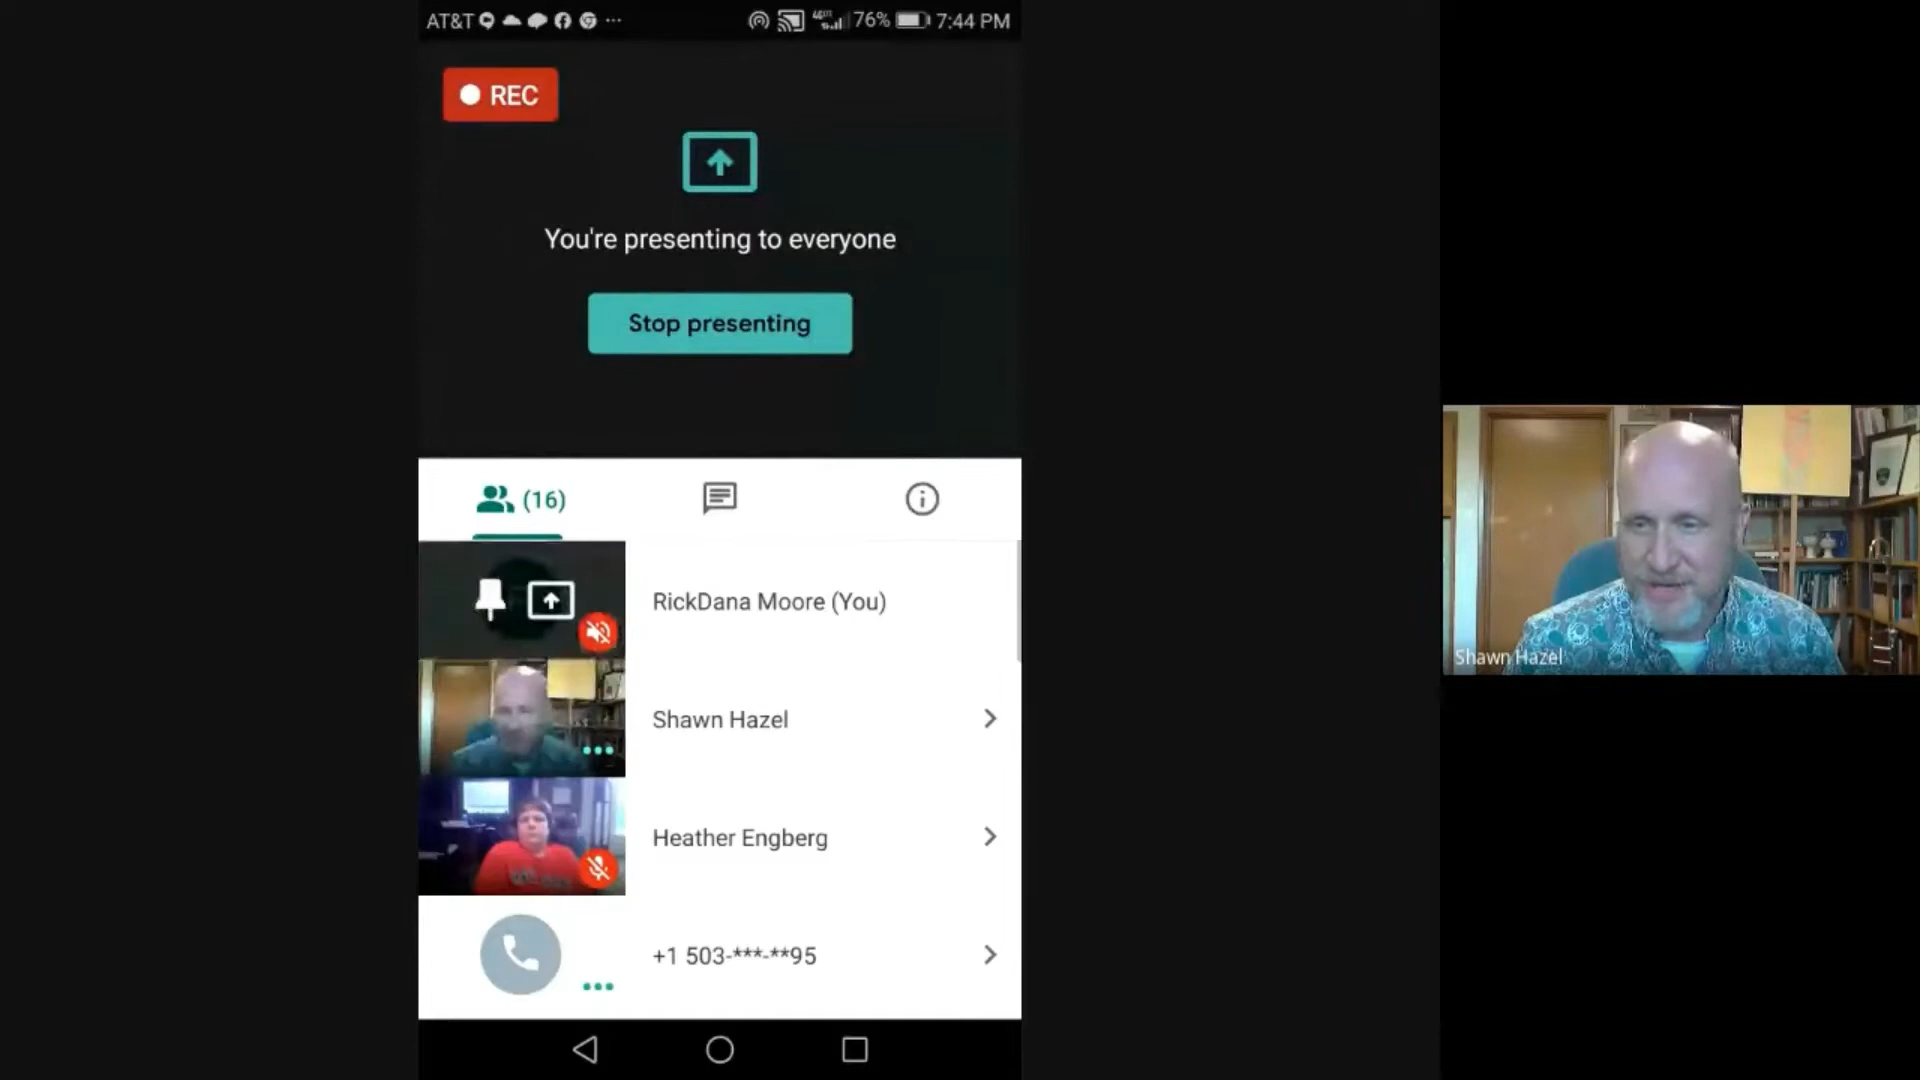 AT&T ... 76% 7:44 PM
REC
You're presenting to everyone
Stop presenting
(16)
RickDana Moore (You)
Shawn Hazel
Heather Engberg
+1 503-***-**95
Shawn Hazel